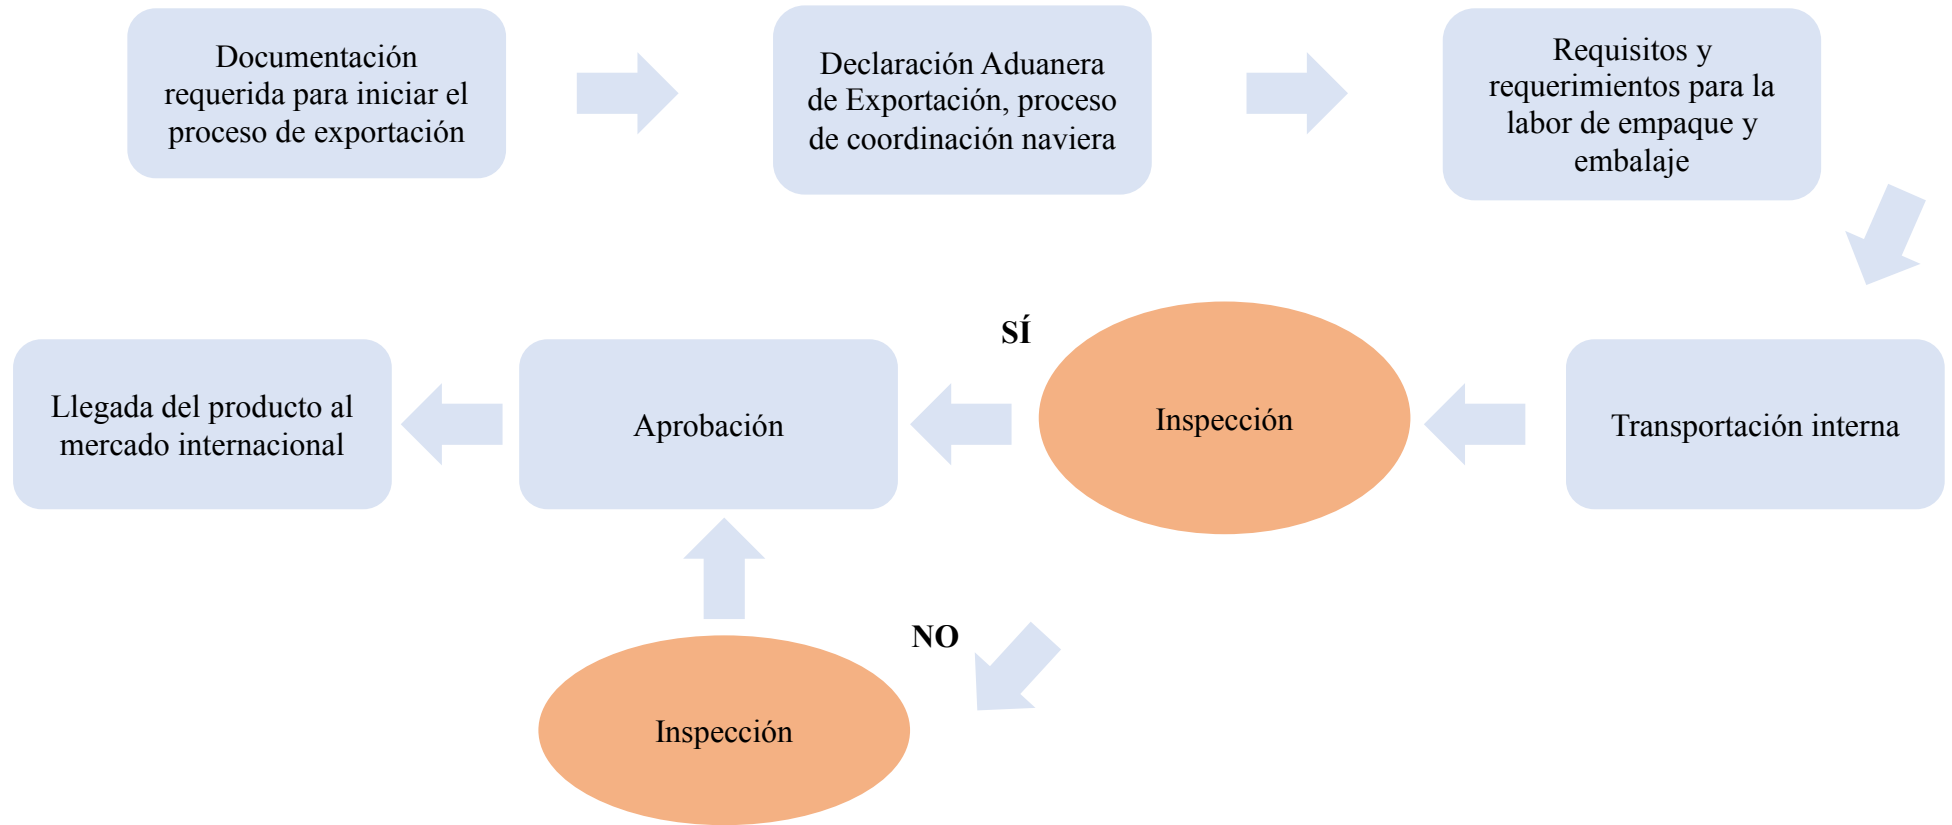 Documentación
requerida para iniciar el
proceso de exportación
Declaración Aduanera
de Exportación, proceso
de coordinación naviera
Requisitos y
requerimientos para la
labor de empaque y
embalaje
Transportación interna
Inspección
SÍ
Aprobación
Llegada del producto al
mercado internacional
NO
Inspección